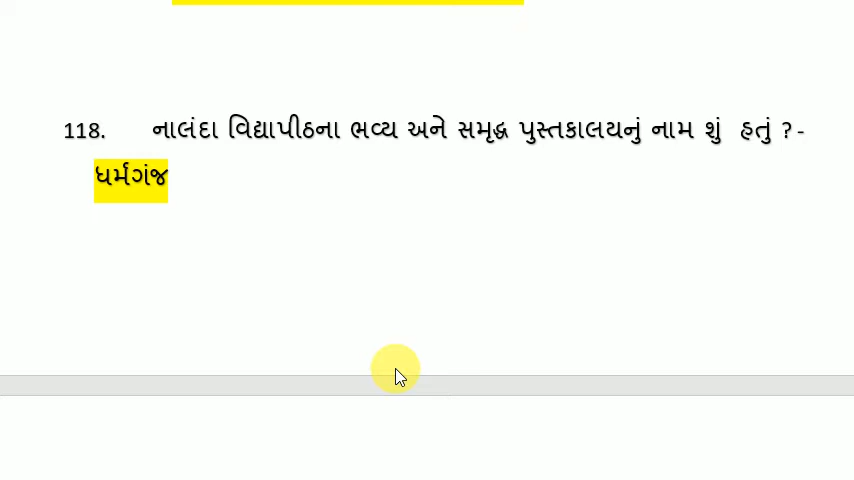 118. નાલંદા વિદ્યાપીઠના ભવ્ય અને સમૃદ્ધ પુસ્તકાલયનું નામ શું હતું ? -
ધર્મગંજ